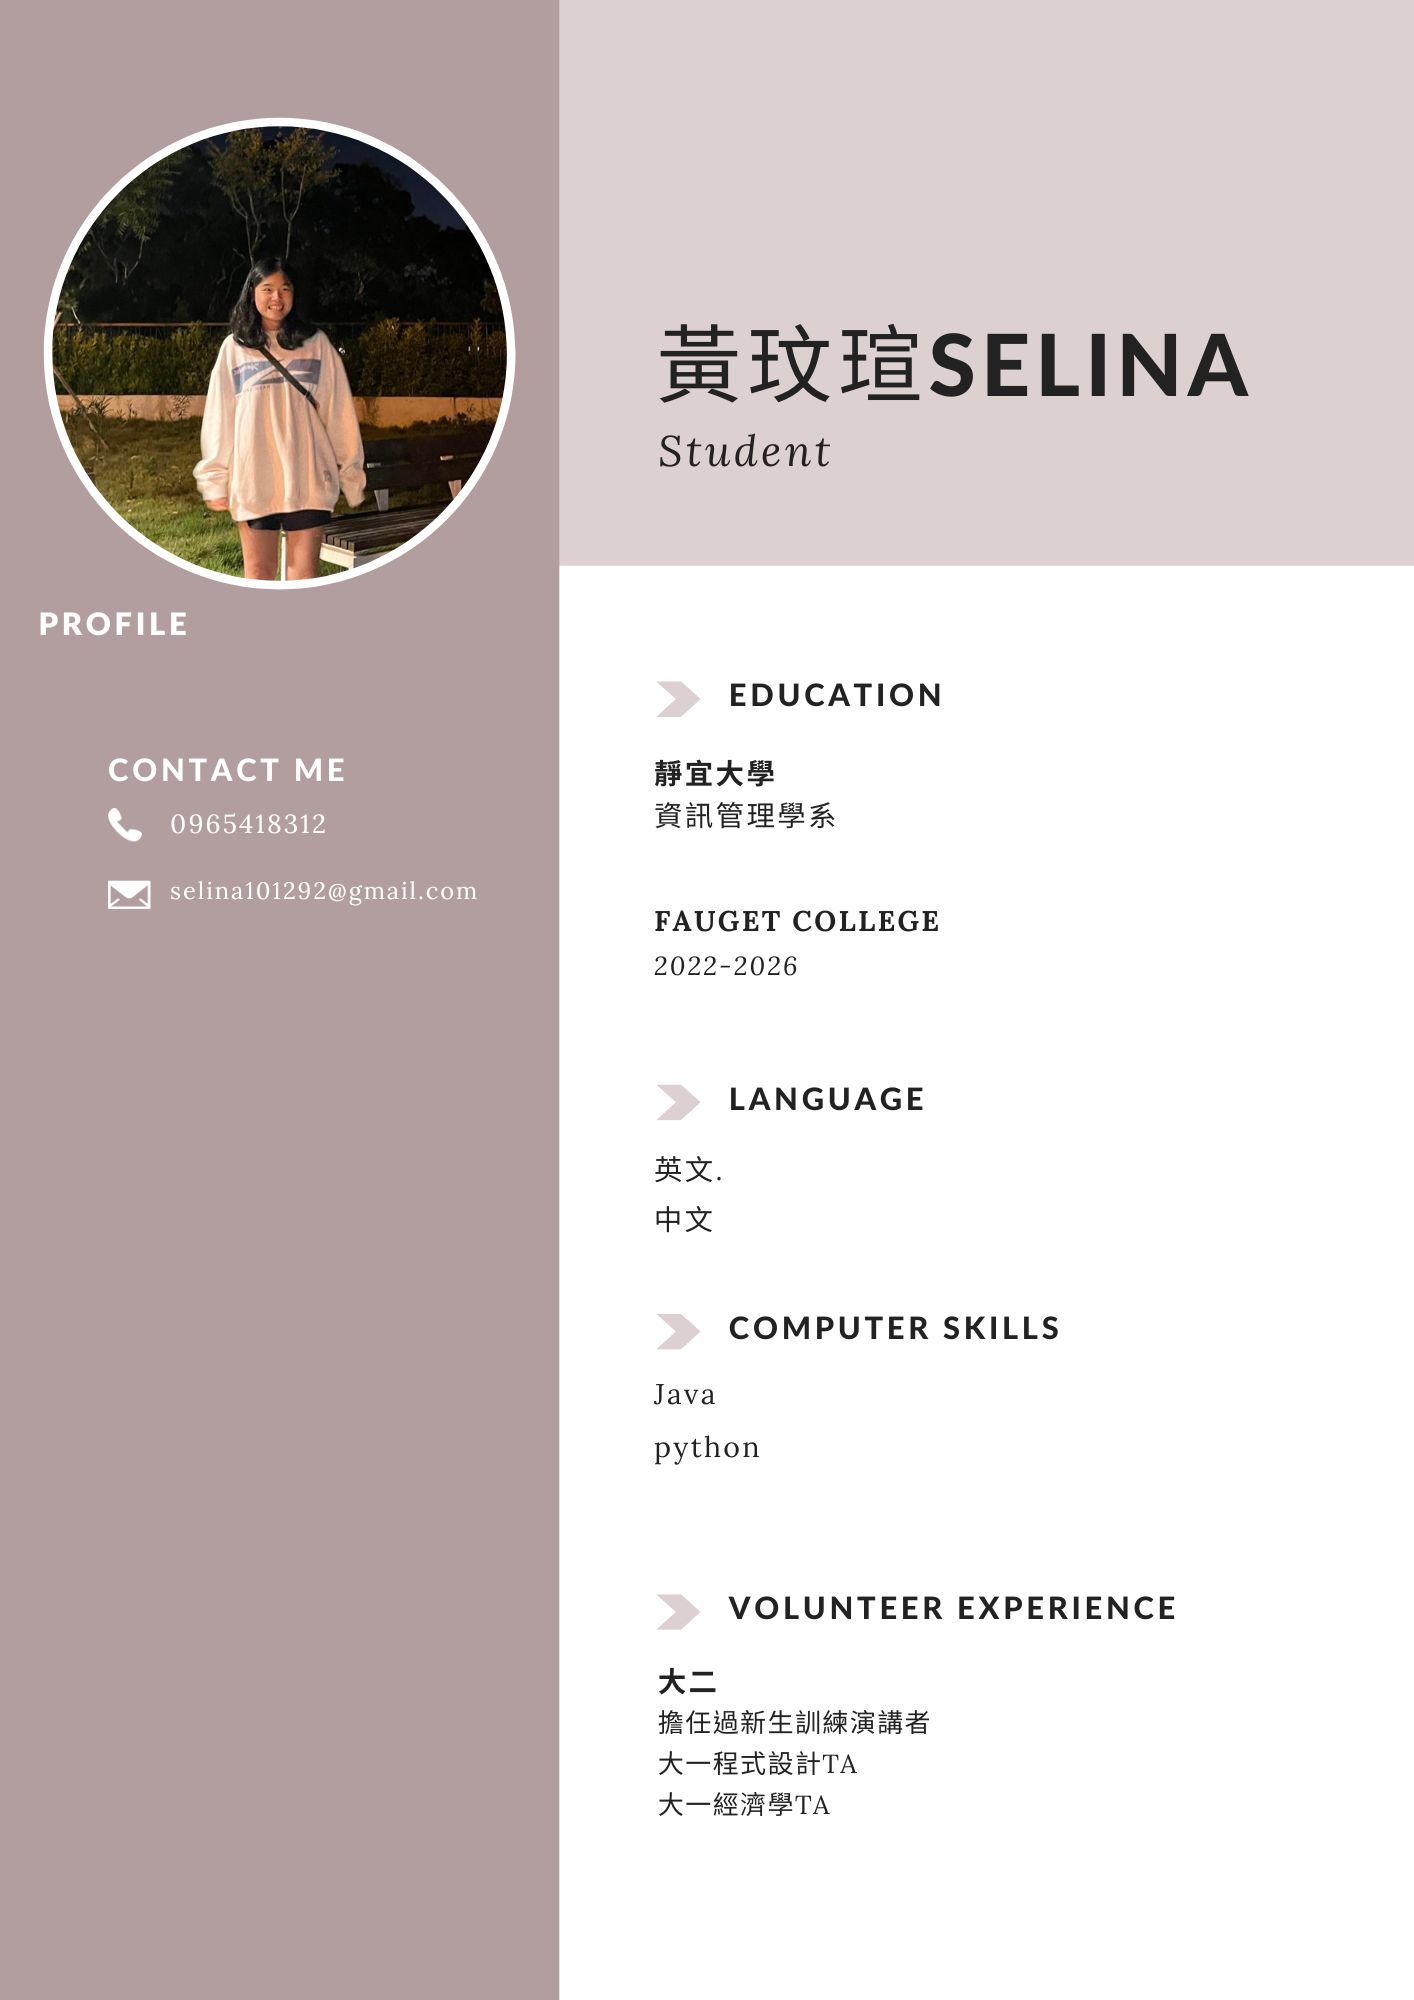 黃玟瑄SELINA
Student
PROFILE
CONTACT ME
0965418312
selina101292@gmail.com
EDUCATION
靜宜大學
資訊管理學系
FAUGET COLLEGE
2022-2026
LANGUAGE
英文.
中文
COMPUTER SKILLS
Java
python
VOLUNTEER EXPERIENCE
大二
擔任過新生訓練演講者
大一程式設計TA
大一經濟學TA